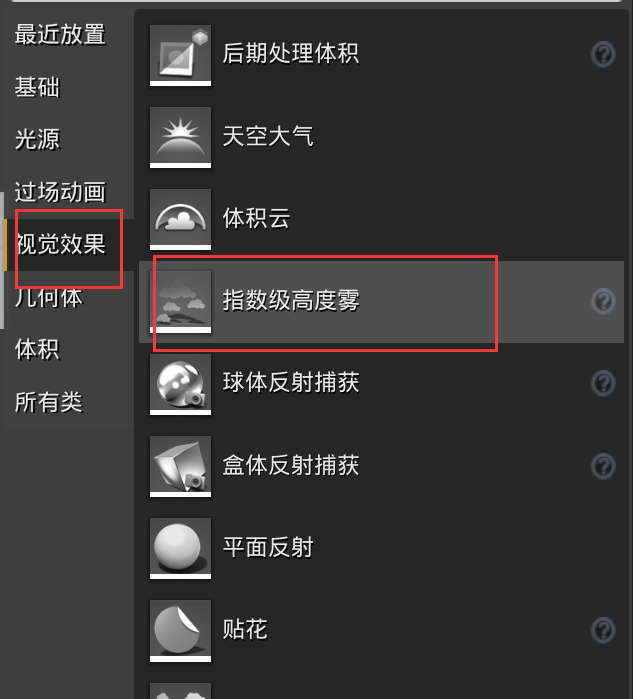 最近放置
基础
光源
过场动画
视觉效果
几何体
体积
所有类
后期处理体积
天空大气
体积云
指数级高度雾
球体反射捕获
盒体反射捕获
平面反射
贴花